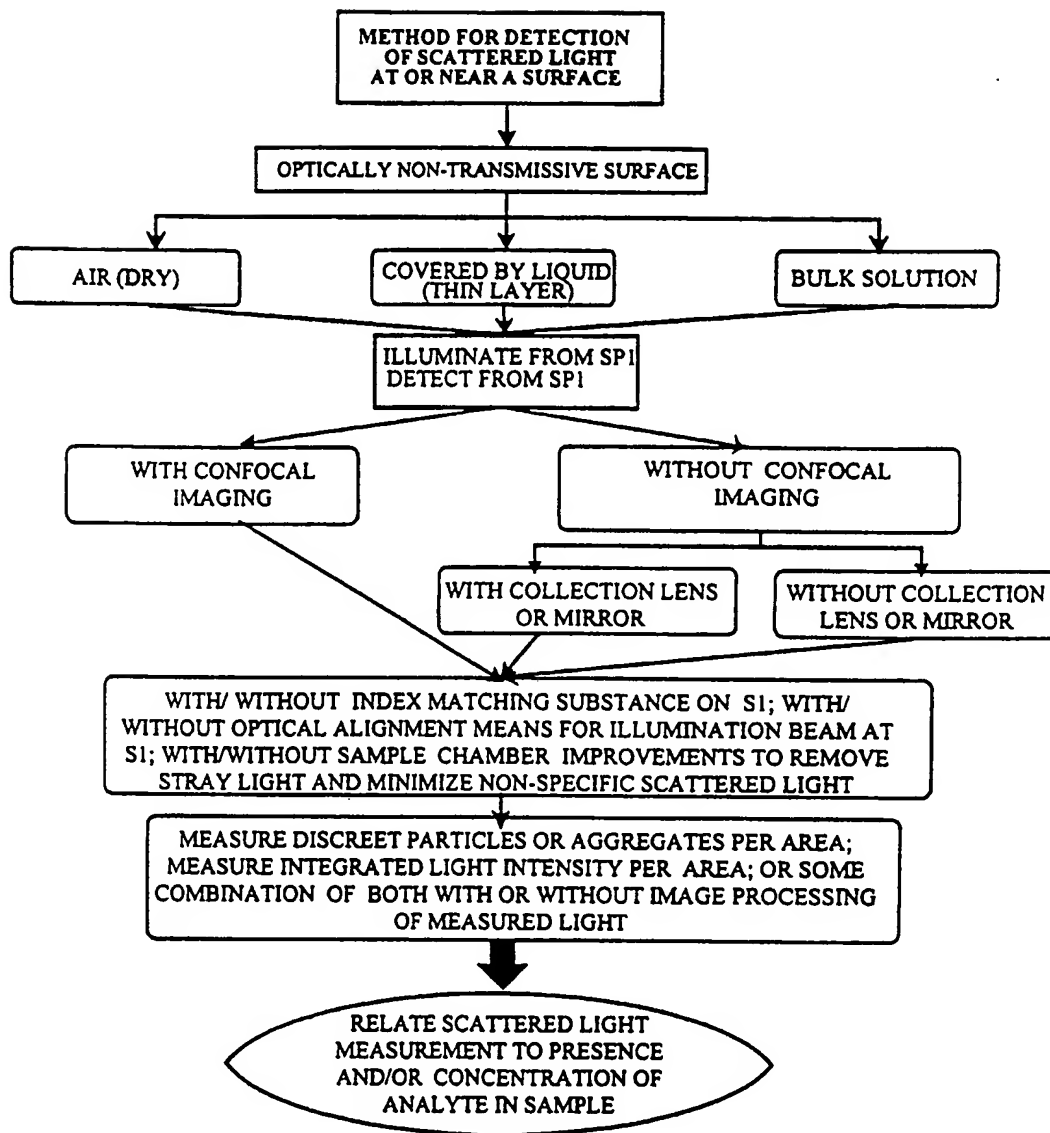 METHOD FOR DETECTION
OF SCATTERED LIGHT
AT OR NEAR A SURFACE
OPTICALLY NON-TRANSMISSIVE SURFACE
AIR (DRY)
COVERED BY LIQUID
(THIN LAYER)
BULK SOLUTION
ILLUMINATE FROM SP1
DETECT FROM SP1
WITH CONFOCAL
IMAGING
WITHOUT CONFOCAL
IMAGING
WITH COLLECTION LENS
OR MIRROR
WITHOUT COLLECTION
LENS OR MIRROR
WITH/ WITHOUT INDEX MATCHING SUBSTANCE ON S1; WITH/
WITHOUT OPTICAL ALIGNMENT MEANS FOR ILLUMINATION BEAM AT
S1; WITH/WITHOUT SAMPLE CHAMBER IMPROVEMENTS TO REMOVE
STRAY LIGHT AND MINIMIZE NON-SPECIFIC SCATTERED LIGHT
MEASURE DISCREET PARTICLES OR AGGREGATES PER AREA;
MEASURE INTEGRATED LIGHT INTENSITY PER AREA; OR SOME
COMBINATION OF BOTH WITH OR WITHOUT IMAGE PROCESSING
OF MEASURED LIGHT
RELATE SCATTERED LIGHT
MEASUREMENT TO PRESENCE
AND/OR CONCENTRATION OF
ANALYTE IN SAMPLE